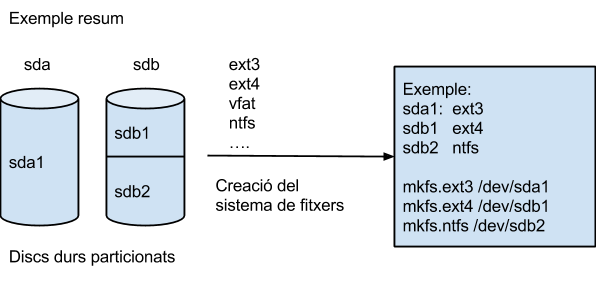 Exemple resum
sda
sdb
sda1
sdb1
sdb2
Discs durs particionats
ext3
ext4
vfat
ntfs
....
Creació del
sistema de fitxers
Exemple:
sda1: ext3
sdb1 ext4
sdb2 ntfs
mkfs.ext3 /dev/sda1
mkfs.ext4 /dev/sdb1
mkfs.ntfs /dev/sdb2